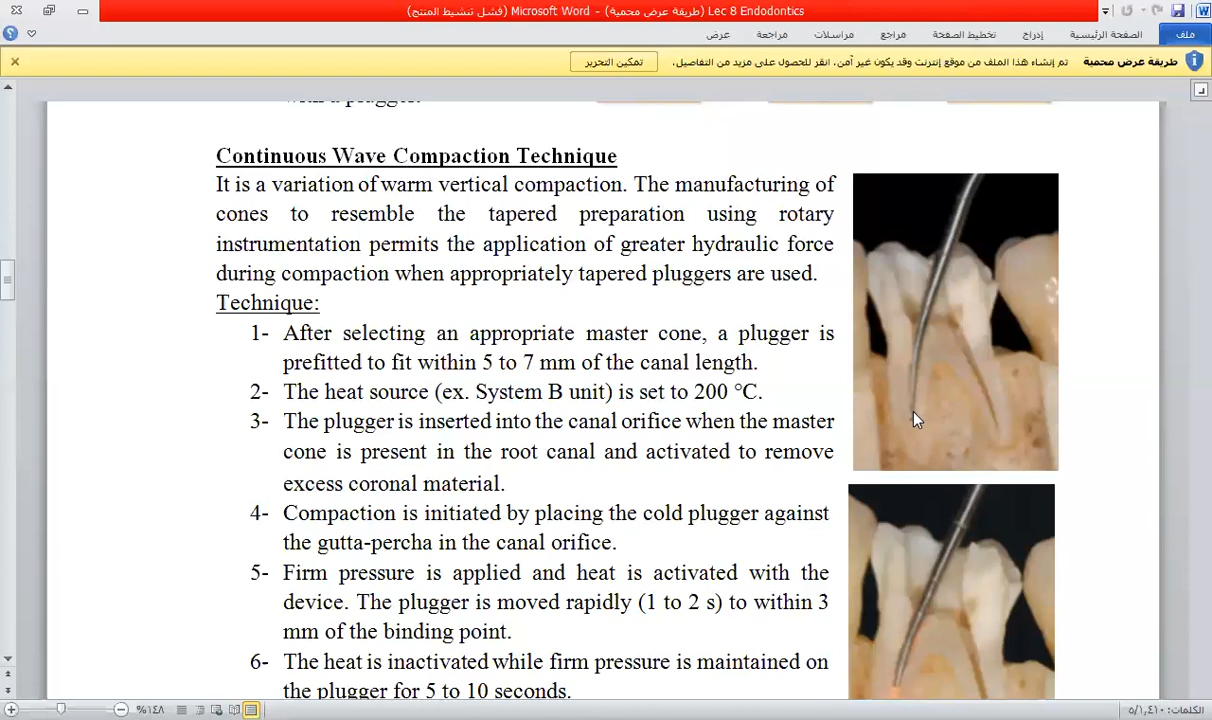 Lec 8 Endodontics (طريقة عرض محمية) - Microsoft Word (فشل تنشيط المنتج)
ملف الصفحة الرئيسية إدراج تخطيط الصفحة مراجع مراسلات مراجعة عرض
طريقة عرض محمية تم إنشاء هذا الملف من موقع إنترنت وقد يكون غير آمن. انقر للحصول على مزيد من التفاصيل. تمكين التحرير
with a plugger.
Continuous Wave Compaction Technique
It is a variation of warm vertical compaction. The manufacturing of
cones to resemble the tapered preparation using rotary
instrumentation permits the application of greater hydraulic force
during compaction when appropriately tapered pluggers are used.
Technique:
1- After selecting an appropriate master cone, a plugger is
prefitted to fit within 5 to 7 mm of the canal length.
2- The heat source (ex. System B unit) is set to 200 °C.
3- The plugger is inserted into the canal orifice when the master
cone is present in the root canal and activated to remove
excess coronal material.
4- Compaction is initiated by placing the cold plugger against
the gutta-percha in the canal orifice.
5- Firm pressure is applied and heat is activated with the
device. The plugger is moved rapidly (1 to 2 s) to within 3
mm of the binding point.
6- The heat is inactivated while firm pressure is maintained on
the plugger for 5 to 10 seconds.
الكلمات: ٥/١,٤١٠ %١٤٨